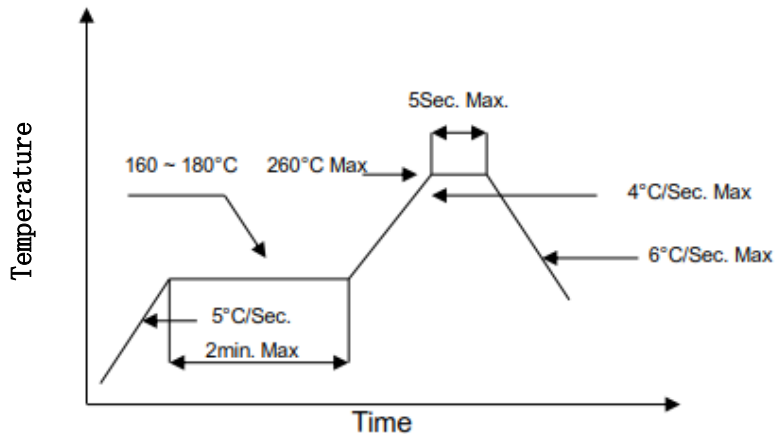 5Sec. Max.
160 ~ 180°C 260°C Max
4°C/Sec. Max
6°C/Sec. Max
5°C/Sec.
2min. Max
Temperature
Time